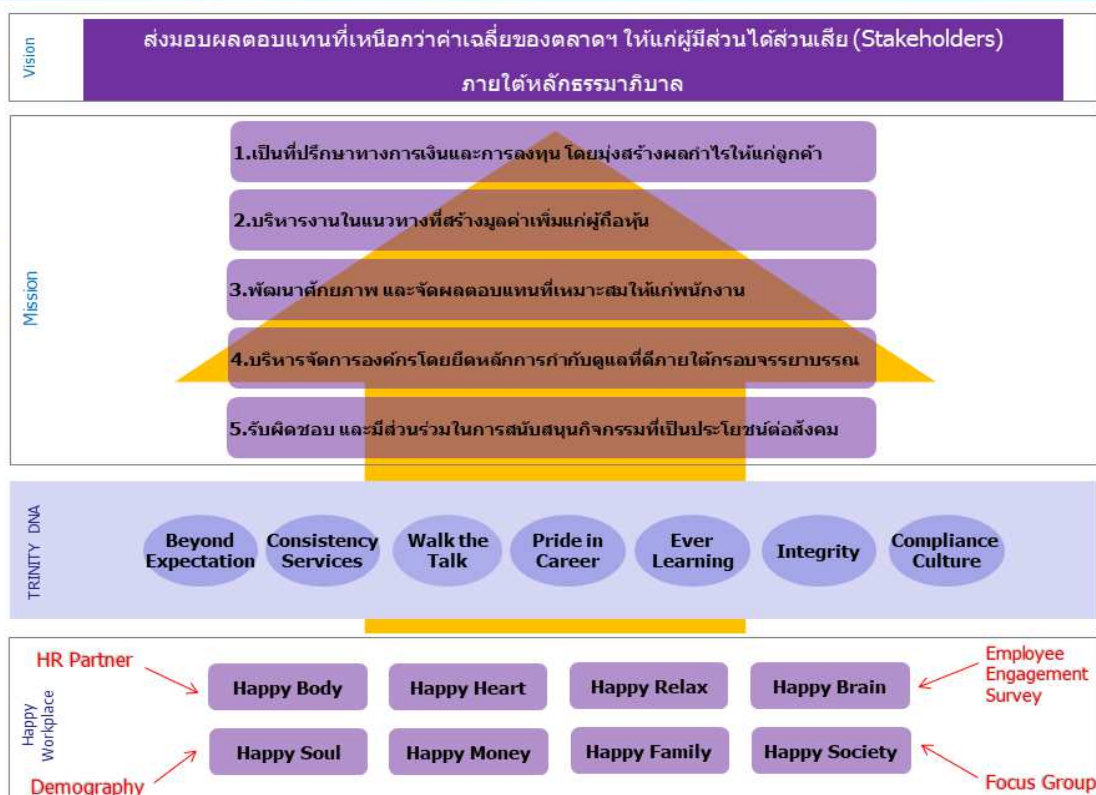 Vision
ส่งมอบผลตอบแทนที่เหนือกว่าค่าเฉลี่ยของตลาดฯ ให้แก่ผู้มีส่วนได้ส่วนเสีย (Stakeholders)
ภายใต้หลักธรรมาภิบาล
Mission
1.เป็นที่ปรึกษาทางการเงินและการลงทุน โดยมุ่งสร้างผลกำไรให้แก่ลูกค้า
2.บริหารงานในแนวทางที่สร้างมูลค่าเพิ่มแก่ผู้ถือหุ้น
3.พัฒนาศักยภาพ และจัดผลตอบแทนที่เหมาะสมให้แก่พนักงาน
4.บริหารจัดการองค์กรโดยยึดหลักการกำกับดูแลที่ดีภายใต้กรอบจรรยาบรรณ
5.รับผิดชอบ และมีส่วนร่วมในการสนับสนุนกิจกรรมที่เป็นประโยชน์ต่อสังคม
TRINITY DNA
Beyond
Expectation
Consistency
Services
Walk the
Talk
Pride in
Career
Ever
Learning
Integrity
Compliance
Culture
Happy
Workplace
HR Partner
Happy Body
Happy Heart
Happy Relax
Happy Brain
Employee
Engagement
Survey
Happy Soul
Happy Money
Happy Family
Happy Society
Demography
Focus Group